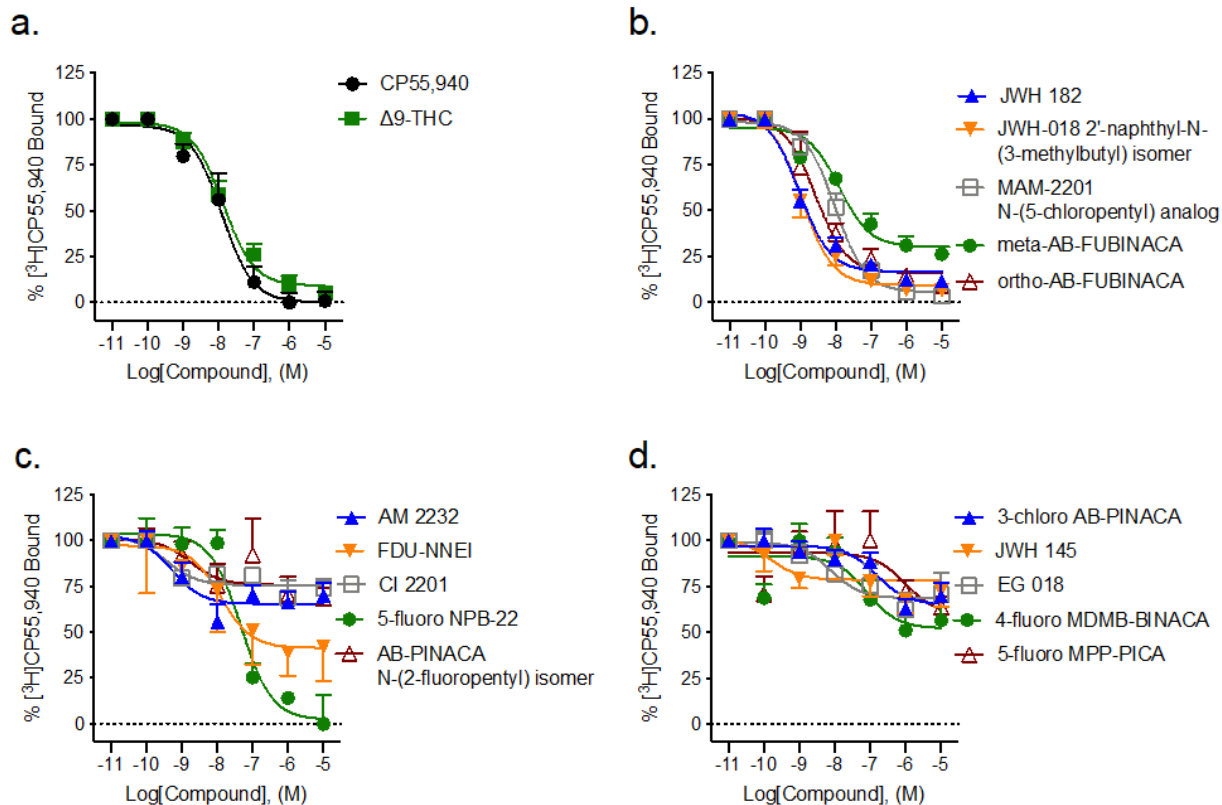 a.
% [³H]CP55,940 Bound
125
100
75
50
25
0
-11 -10 -9 -8 -7 -6 -5
Log[Compound], (M)
CP55,940
Δ9-THC
b.
% [³H]CP55,940 Bound
125
100
75
50
25
0
-11 -10 -9 -8 -7 -6 -5
Log[Compound], (M)
JWH 182
JWH-018 2'-naphthyl-N-
(3-methylbutyl) isomer
MAM-2201
N-(5-chloropentyl) analog
meta-AB-FUBINACA
ortho-AB-FUBINACA
c.
% [³H]CP55,940 Bound
125
100
75
50
25
0
-11 -10 -9 -8 -7 -6 -5
Log[Compound], (M)
AM 2232
FDU-NNEI
CI 2201
5-fluoro NPB-22
AB-PINACA
N-(2-fluoropentyl) isomer
d.
% [³H]CP55,940 Bound
125
100
75
50
25
0
-11 -10 -9 -8 -7 -6 -5
Log[Compound], (M)
3-chloro AB-PINACA
JWH 145
EG 018
4-fluoro MDMB-BINACA
5-fluoro MPP-PICA